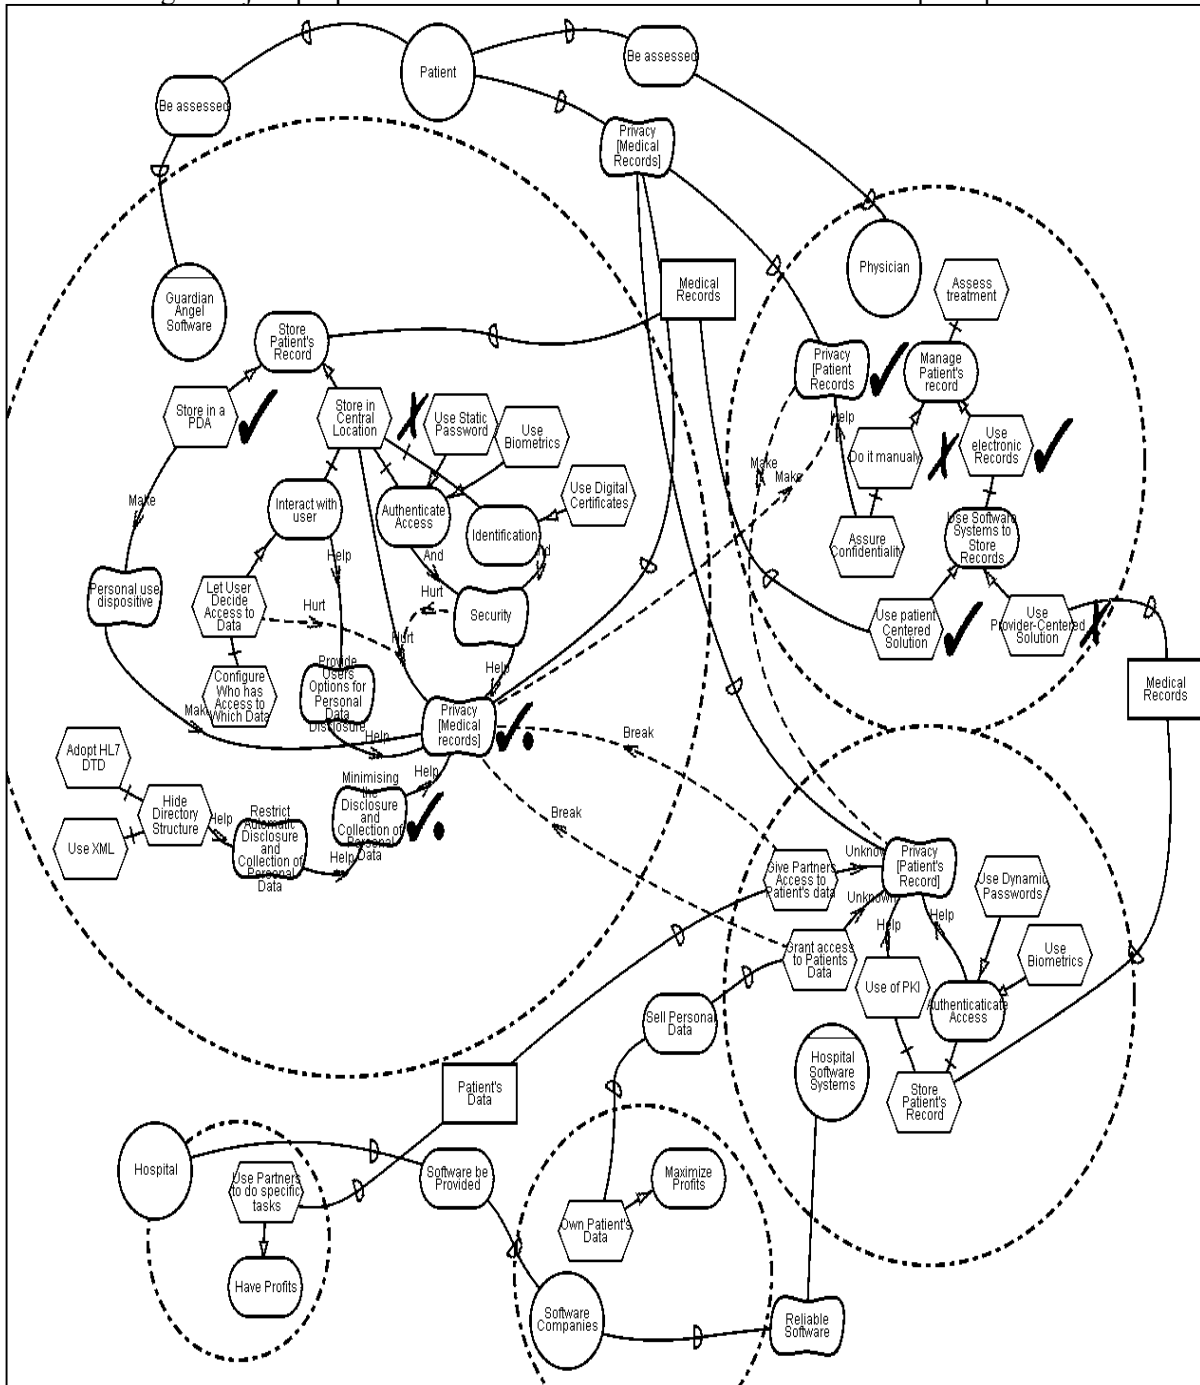 Patient
Be assessed
Be assessed
Privacy
[Medical
Records]
Guardian
Angel
Software
Physician
Medical
Records
Assess
treatment
Store
Patient's
Record
Privacy
[Patient
Records
Manage
Patient's
record
Store in a
PDA
Store in
Central
Location
Use Static
Password
Use
Biometrics
Help
Do it manualy
Use
electronic
Records
Make
Make
Make
Interact with
user
Authenticate
Access
Identification
Use Digital
Certificates
Assure
Confidentiality
Use Software
Systems to
Store
Records
And
Help
Personal use
dispositive
Let User
Decide
Access to
Data
Hurt
Hurt
Hurt
Security
Use patient
Centered
Solution
Use
Provider-Centered
Solution
Help
Configure
Who has
Access to
Which Data
Provide
Users
Options for
Personal
Data
Disclosure
Medical
Records
Make
Help
Privacy
[Medical
records]
Break
Adopt HL7
DTD
Hide
Directory
Structure
Use XML
Help
Restrict
Automatic
Disclosure
and
Collection of
Personal
Data
Help
Minimising
the
Disclosure
and
Collection of
Personal
Data
Help
Break
Give Partners
Access to
Patient's data
Unknown
Privacy
[Patient's
Record]
Unknown
Help
Help
Use Dynamic
Passwords
Grant access
to Patients
Data
Use of PKI
Use
Biometrics
Authenticaticate
Access
Sell Personal
Data
Hospital
Software
Systems
Store
Patient's
Record
Patient's
Data
Hospital
Use Partners
to do specific
tasks
Software be
Provided
Maximize
Profits
Own Patient's
Data
Have Profits
Software
Companies
Reliable
Software